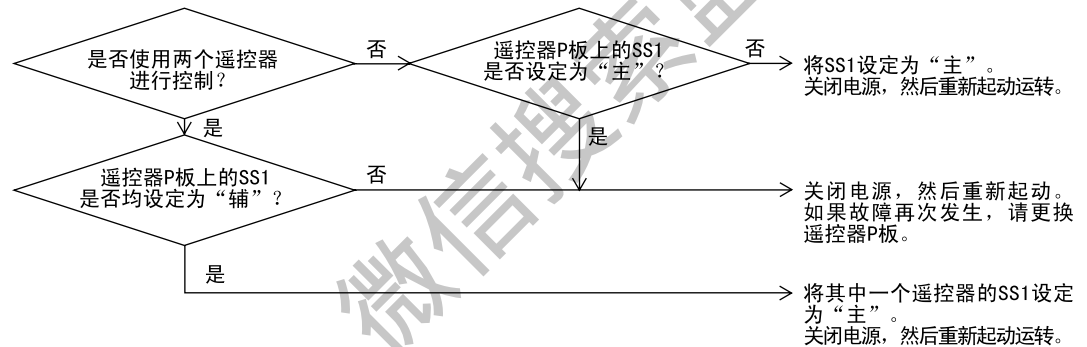 是否使用两个遥控器
进行控制？
否
遥控器P板上的SS1
是否设定为“主”？
否
将SS1设定为“主”。
关闭电源，然后重新起动运转。
是
是
遥控器P板上的SS1
是否均设定为“辅”？
否
关闭电源，然后重新起动。
如果故障再次发生，请更换
遥控器P板。
是
将其中一个遥控器的SS1设定
为“主”。
关闭电源，然后重新起动运转。
微信搜索